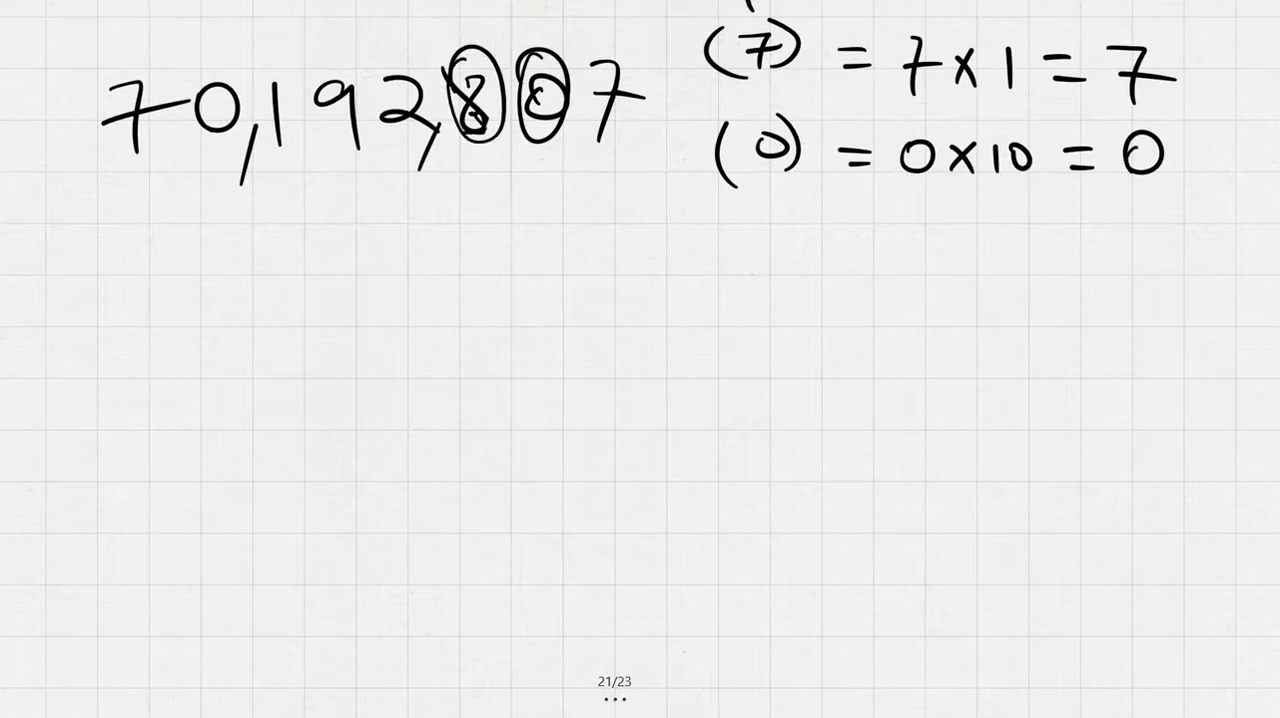 70,192,807
(7) = 7 × 1 = 7
(0) = 0 × 10 = 0
21/23